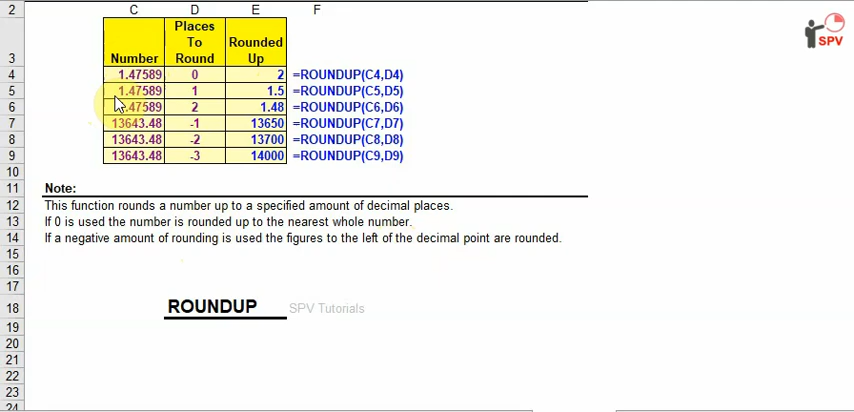 C D E F
2
SPV
3 Number Places To Round Rounded Up
4 1.47589 0 2 =ROUNDUP(C4,D4)
5 1.47589 1 1.5 =ROUNDUP(C5,D5)
6 1.47589 2 1.48 =ROUNDUP(C6,D6)
7 13643.48 -1 13650 =ROUNDUP(C7,D7)
8 13643.48 -2 13700 =ROUNDUP(C8,D8)
9 13643.48 -3 14000 =ROUNDUP(C9,D9)
10
11 Note:
12 This function rounds a number up to a specified amount of decimal places.
13 If 0 is used the number is rounded up to the nearest whole number.
14 If a negative amount of rounding is used the figures to the left of the decimal point are rounded.
15
16
17
18 ROUNDUP SPV Tutorials
19
20
21
22
23
24